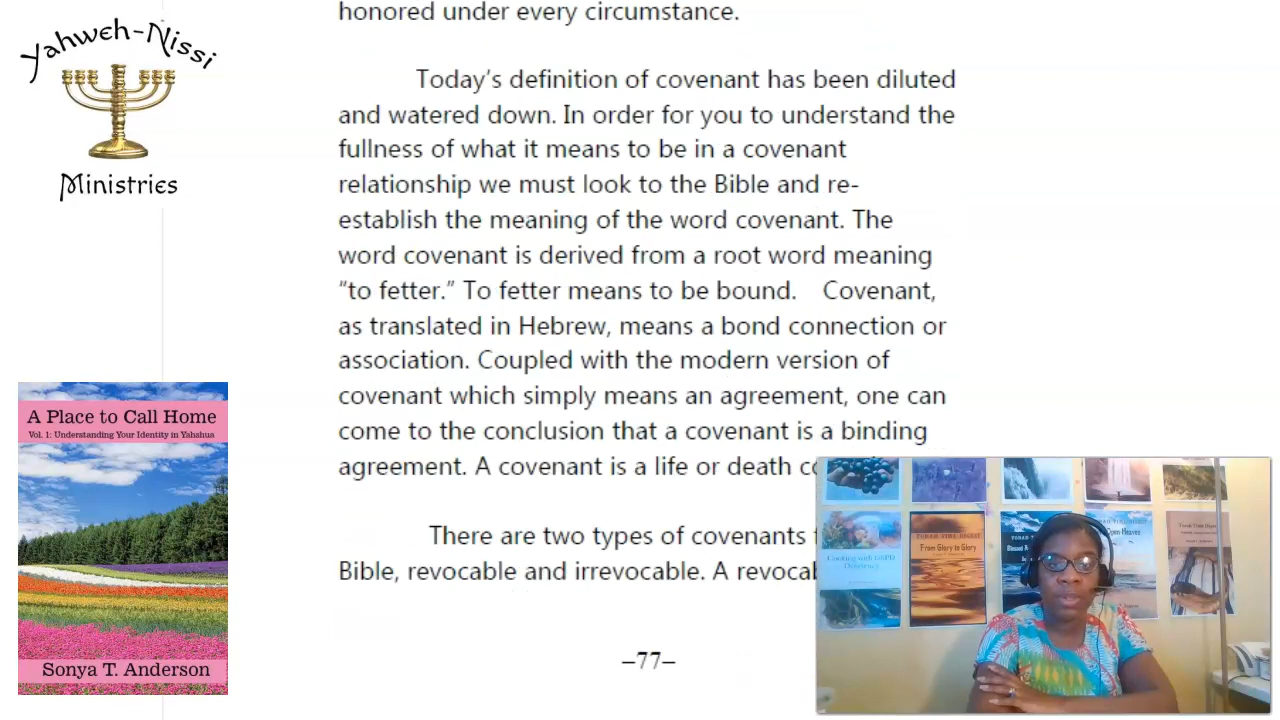 Yahweh-Nissi
Ministries
honored under every circumstance.
Today's definition of covenant has been diluted
and watered down. In order for you to understand the
fullness of what it means to be in a covenant
relationship we must look to the Bible and re-
establish the meaning of the word covenant. The
word covenant is derived from a root word meaning
“to fetter.” To fetter means to be bound. Covenant,
as translated in Hebrew, means a bond connection or
association. Coupled with the modern version of
covenant which simply means an agreement, one can
come to the conclusion that a covenant is a binding
agreement. A covenant is a life or death
There are two types of covenants
Bible, revocable and irrevocable. A
–77–
A Place to Call Home
Vol. 1: Understanding Your Identity in Yahshua
Sonya T. Anderson
Cooking with G6PD
Deficiency
From Glory to Glory
Open Heaven